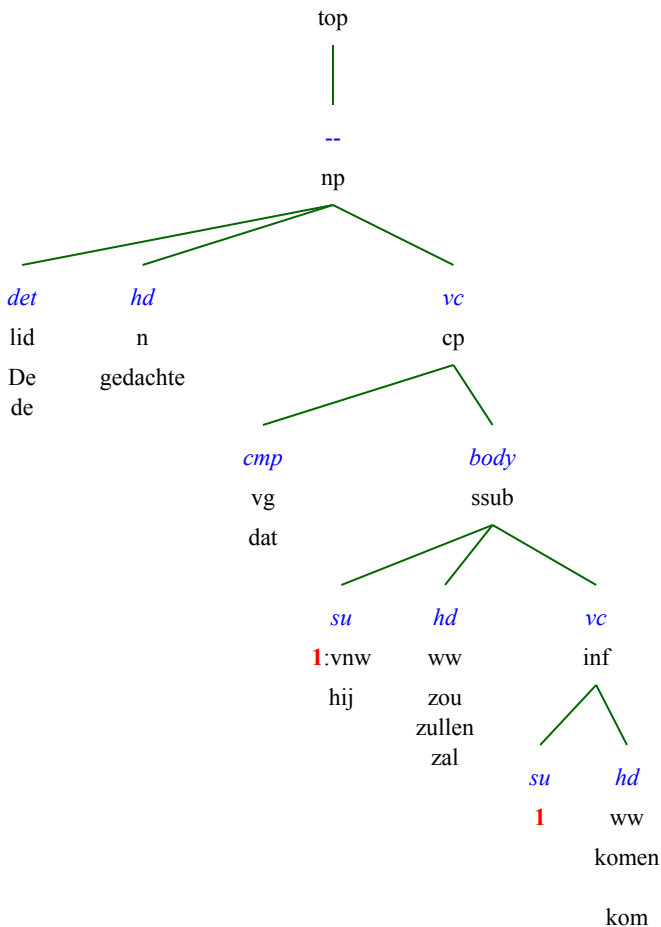 top
--
np
det hd vc
lid n cp
De gedachte
de
cmp body
vg ssub
dat
su hd vc
1:vnw ww inf
hij zou
zullen
zal
su hd
1 ww
komen
kom